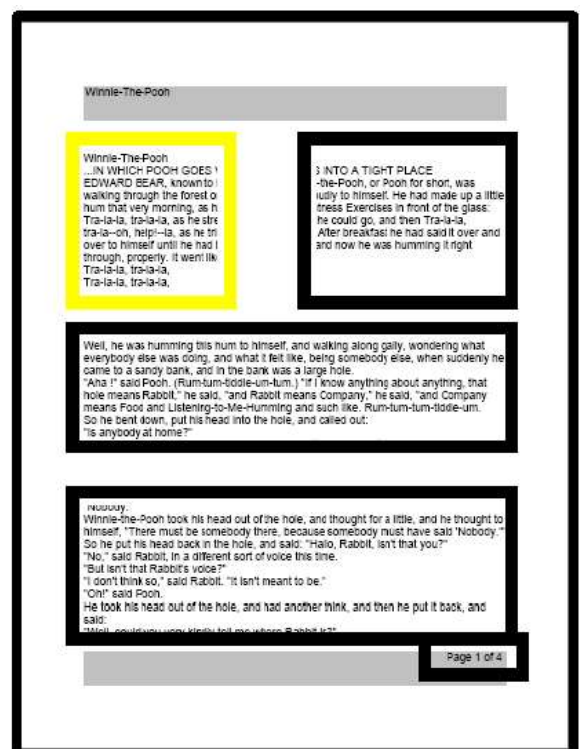 Winnie-The-Pooh
Winnie-The-Pooh
...IN WHICH POOH GOES
INTO A TIGHT PLACE
EDWARD BEAR, known to
-the-Pooh, or Pooh for short, was
walking through the forest
loudly to himself. He had made up a little
hum that very morning, as
Exercises in front of the glass:
Tra-la-la, tra-la-la, as he
he could go, and then Tra-la-la,
tra-la--oh, help!--la, as he
After breakfast he had said it over and
over to himself until he had
and now he was humming it right
through, properly. It went
Tra-la-la, tra-la-la,
Tra-la-la, tra-la-la,
Well, he was humming this hum to himself, and walking along gaily, wondering what
everybody else was doing, and what it felt like, being somebody else, when suddenly he
came to a sandy bank, and in the bank was a large hole.
"Aha !" said Pooh. (Rum-tum-tiddle-um-tum.) "If I know anything about anything, that
hole means Rabbit," he said, "and Rabbit means Company," he said, "and Company
means Food and Listening-to-Me-Humming and such like. Rum-tum-tum-tiddle-um.
So he bent down, put his head into the hole, and called out:
"Is anybody at home?"
"Nobody."
Winnie-the-Pooh took his head out of the hole, and thought for a little, and he thought to
himself, "There must be somebody there, because somebody must have said 'Nobody.'"
So he put his head back in the hole, and said: "Hallo, Rabbit, isn't that you?"
"No," said Rabbit, in a different sort of voice this time.
"But isn't that Rabbit's voice?"
"I don't think so," said Rabbit. "It isn't meant to be."
"Oh!" said Pooh.
He took his head out of the hole, and had another think, and then he put it back, and
said:
"Well, could you very kindly tell me where Rabbit is?"
Page 1 of 4